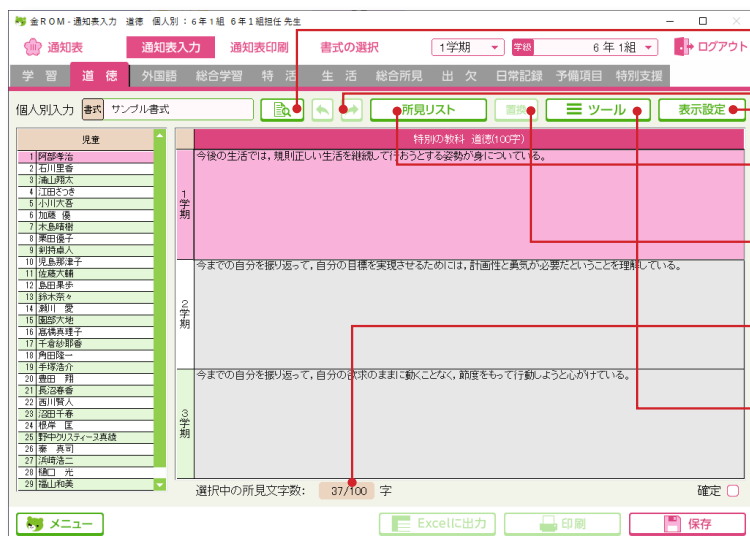 金ROM - 通知表入力　道徳　個人別 : ６年１組　６年１組担任 先生
通知表　通知表入力　通知表印刷　書式の選択　1学期　学級　6 年 1組　ログアウト
学 習　道 徳　外国語　総合学習　特 活　生 活　総合所見　出 欠　日常記録　予備項目　特別支援
個人別入力　書式　サンプル書式　所見リスト　置換　ツール　表示設定
児童　特別の教科　道徳(100字)
1 阿部孝治
2 石川里香
3 浦山翔太
4 江田さつき
5 小川大吾
6 加藤 優
7 木島晴樹
8 栗田優子
9 剣持卓人
10 児島那津子
11 佐藤大輔
12 島田果歩
13 鈴木奈々
14 瀬川 愛
15 園部大地
16 高橋真理子
17 千倉紗耶香
18 角田隆一
19 手塚浩介
20 豊田 翔
21 長沼春香
22 西川賢人
23 沼田千春
24 根岸 匡
25 野中クリスティーヌ真綾
26 秦 真司
27 浜崎浩二
28 樋口 光
29 福山和美
1学期
今後の生活では，規則正しい生活を継続して行おうとする姿勢が身についている。
2学期
今までの自分を振り返って，自分の目標を実現させるためには，計画性と勇気が必要だということを理解している。
3学期
今までの自分を振り返って，自分の欲求のままに動くことなく，節度をもって行動しようと心がけている。
選択中の所見文字数:　37/100　字　確定
メニュー　Excelに出力　印刷　保存